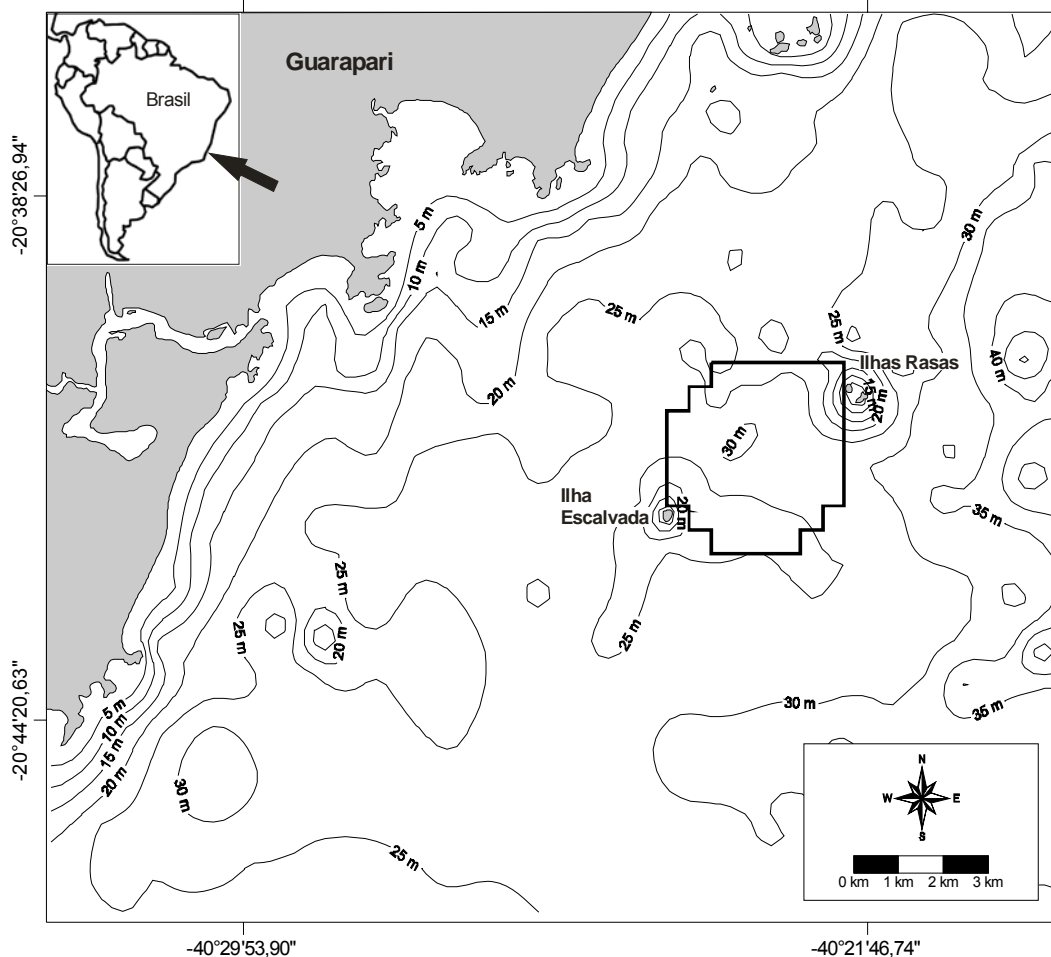 Guarapari
Brasil
-20°38'26,94"
5 m
10 m
15 m
20 m
25 m
30 m
25 m
Ilhas Rasas
15 m
20 m
40 m
30 m
Ilha
Escalvada
20 m
35 m
25 m
25 m
20 m
25 m
-20°44'20,63"
5 m
10 m
15 m
20 m
30 m
30 m
35 m
25 m
N
W
E
S
0 km 1 km 2 km 3 km
-40°29'53,90"
-40°21'46,74"